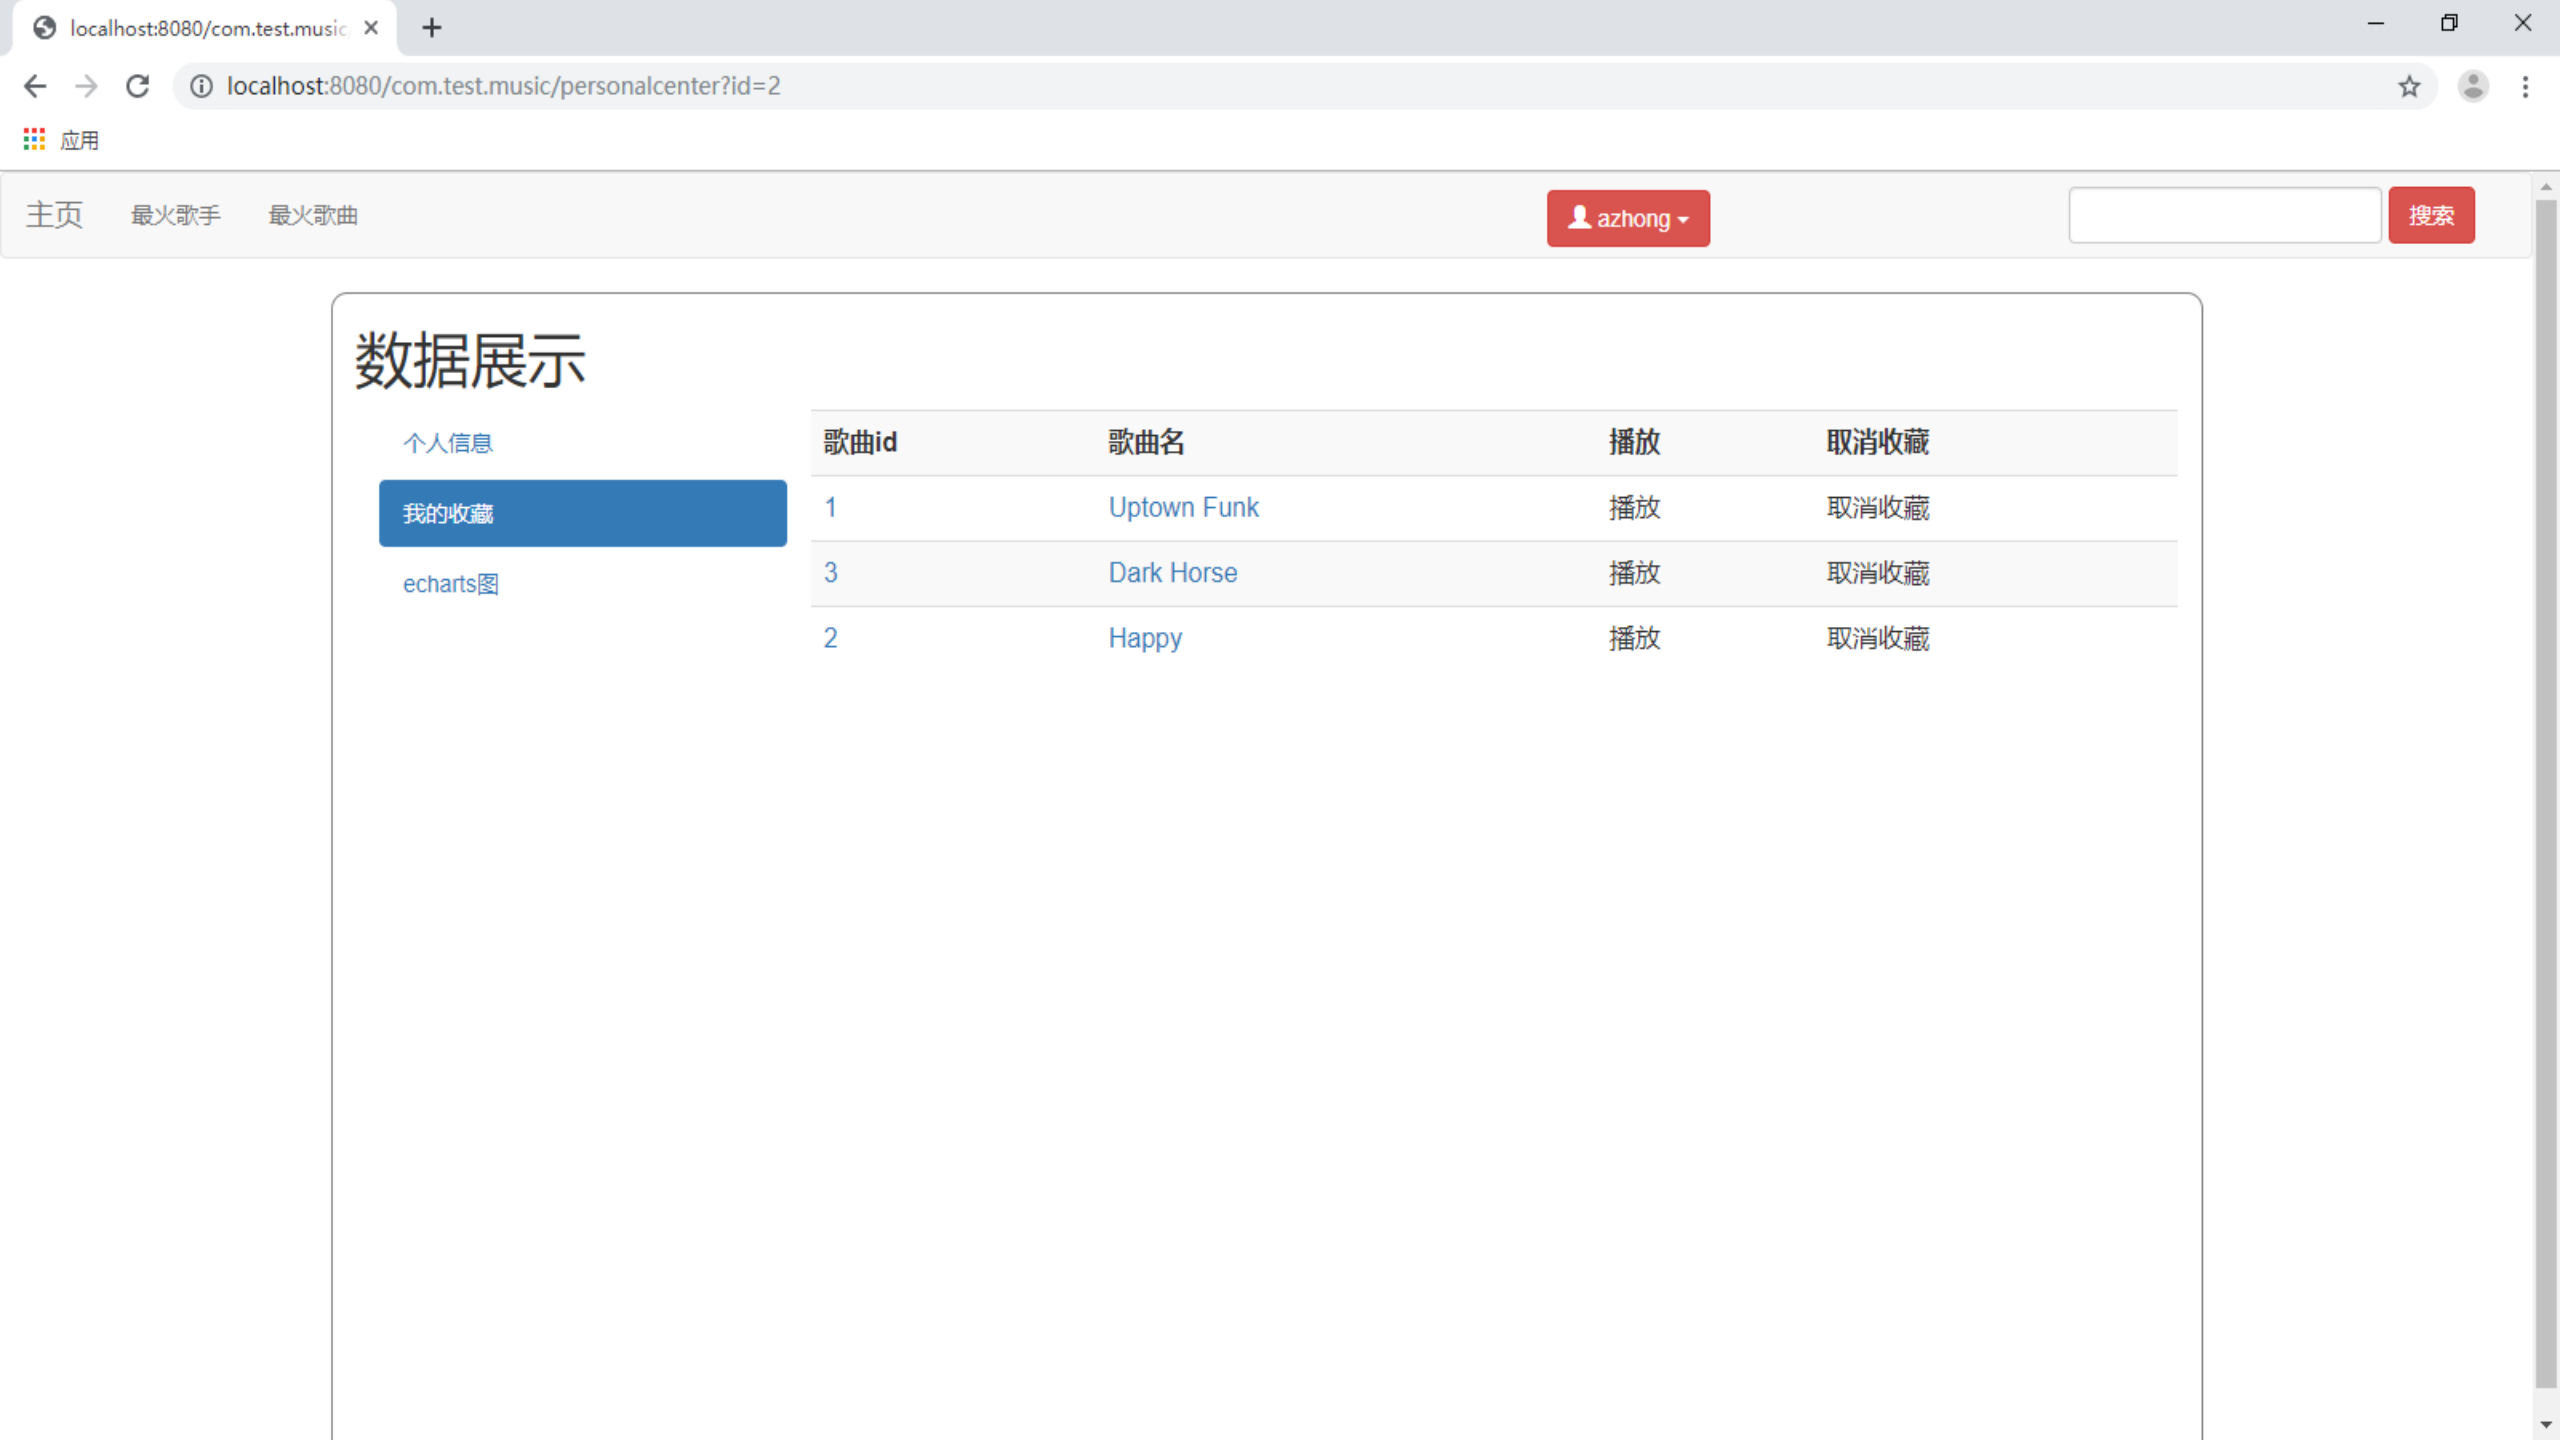 localhost:8080/com.test.music
localhost:8080/com.test.music/personalcenter?id=2
应用
主页 最火歌手 最火歌曲 azhong 搜索
数据展示
个人信息
我的收藏
echarts图
歌曲id 歌曲名 播放 取消收藏
1 Uptown Funk 播放 取消收藏
3 Dark Horse 播放 取消收藏
2 Happy 播放 取消收藏